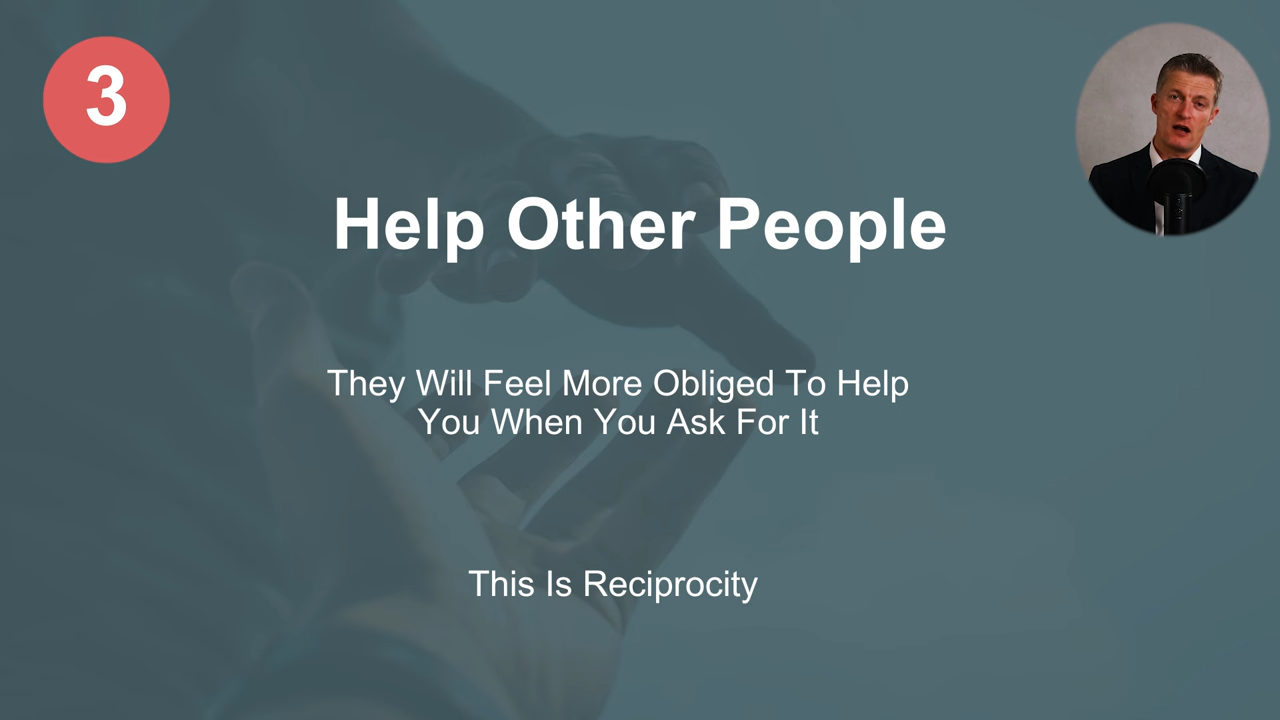 3
Help Other People
They Will Feel More Obliged To Help
You When You Ask For It
This Is Reciprocity